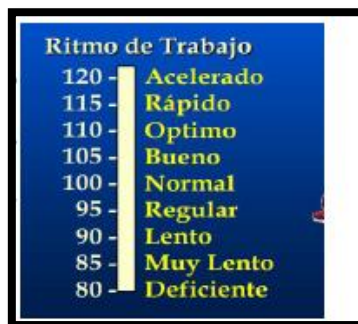 Ritmo de Trabajo
120 - Acelerado
115 - Rápido
110 - Optimo
105 - Bueno
100 - Normal
95 - Regular
90 - Lento
85 - Muy Lento
80 - Deficiente